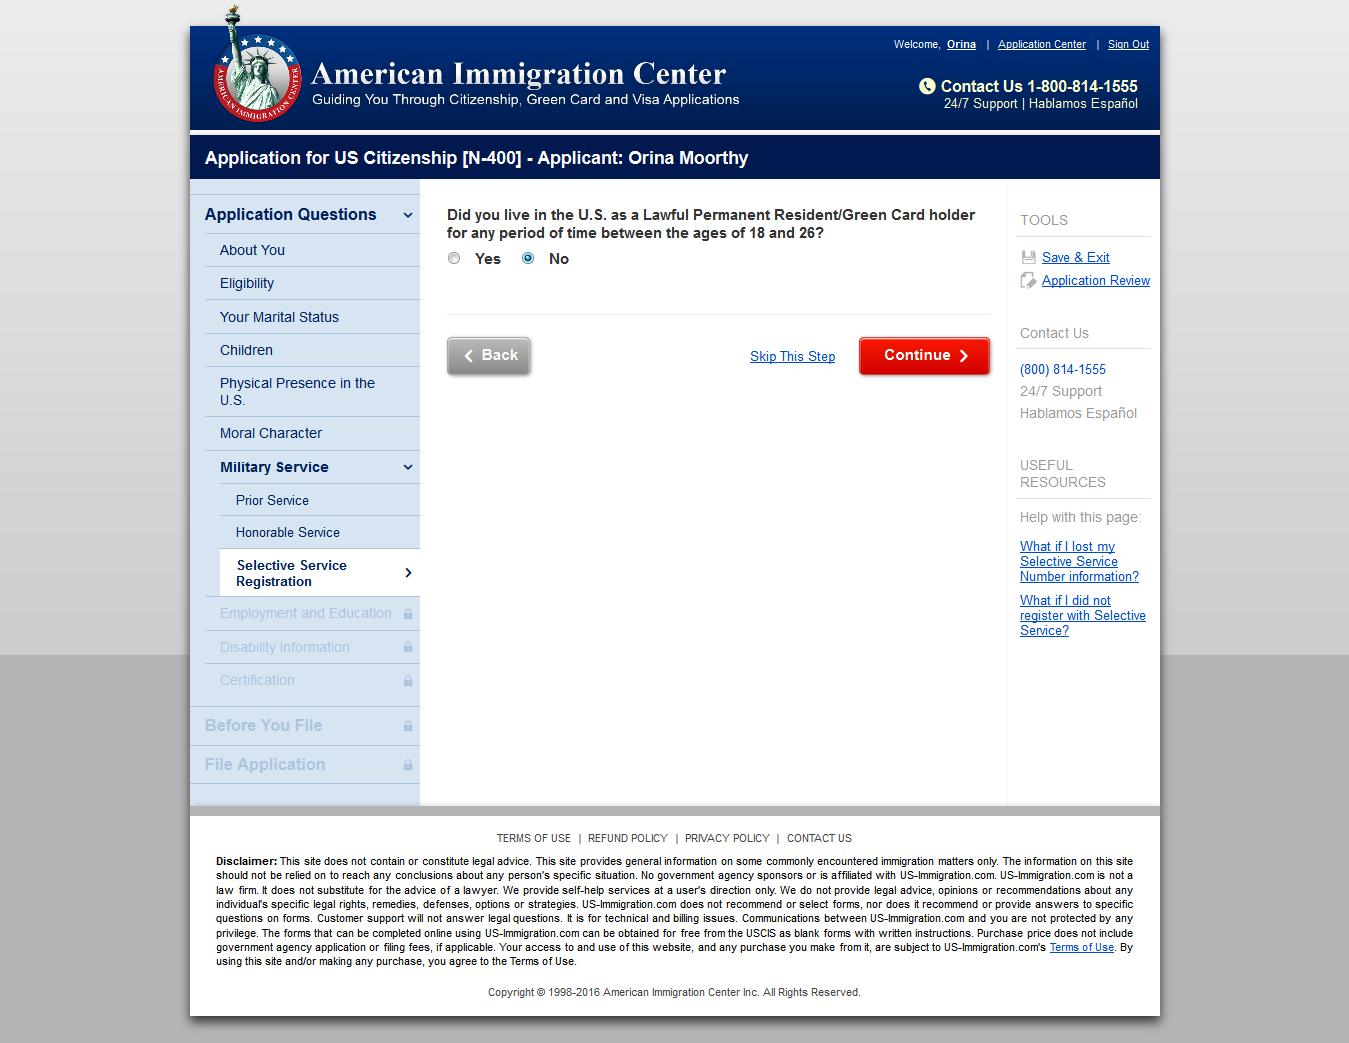 Welcome, Orina | Application Center | Sign Out
AMERICAN IMMIGRATION CENTER
American Immigration Center
Guiding You Through Citizenship, Green Card and Visa Applications
Contact Us 1-800-814-1555
24/7 Support | Hablamos Español
Application for US Citizenship [N-400] - Applicant: Orina Moorthy
Application Questions
About You
Eligibility
Your Marital Status
Children
Physical Presence in the
U.S.
Moral Character
Military Service
Prior Service
Honorable Service
Selective Service
Registration
Employment and Education
Disability Information
Certification
Before You File
File Application
Did you live in the U.S. as a Lawful Permanent Resident/Green Card holder
for any period of time between the ages of 18 and 26?
Yes No
Back
Skip This Step
Continue
TOOLS
Save & Exit
Application Review
Contact Us
(800) 814-1555
24/7 Support
Hablamos Español
USEFUL
RESOURCES
Help with this page:
What if I lost my
Selective Service
Number information?
What if I did not
register with Selective
Service?
TERMS OF USE | REFUND POLICY | PRIVACY POLICY | CONTACT US
Disclaimer: This site does not contain or constitute legal advice. This site provides general information on some commonly encountered immigration matters only. The information on this site
should not be relied on to reach any conclusions about any person's specific situation. No government agency sponsors or is affiliated with US-Immigration.com. US-Immigration.com is not a
law firm. It does not substitute for the advice of a lawyer. We provide self-help services at a user's direction only. We do not provide legal advice, opinions or recommendations about any
individual's specific legal rights, remedies, defenses, options or strategies. US-Immigration.com does not recommend or select forms, nor does it recommend or provide answers to specific
questions on forms. Customer support will not answer legal questions. It is for technical and billing issues. Communications between US-Immigration.com and you are not protected by any
privilege. The forms that can be completed online using US-Immigration.com can be obtained for free from the USCIS as blank forms with written instructions. Purchase price does not include
government agency application or filing fees, if applicable. Your access to and use of this website, and any purchase you make from it, are subject to US-Immigration.com's Terms of Use. By
using this site and/or making any purchase, you agree to the Terms of Use.
Copyright © 1998-2016 American Immigration Center Inc. All Rights Reserved.